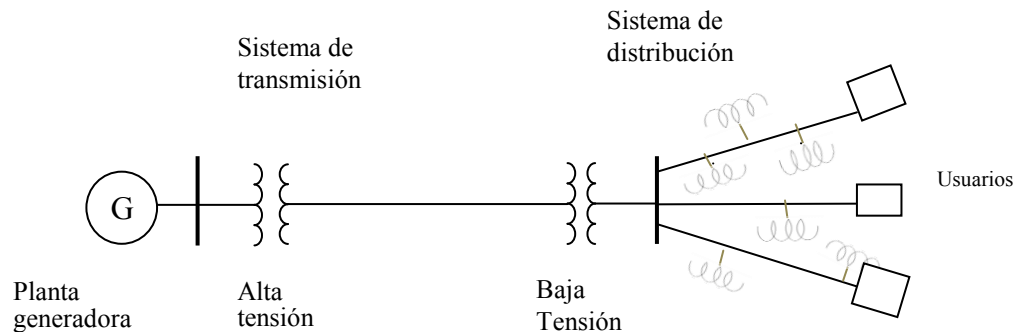 Sistema de
transmisión
Sistema de
distribución
G
Usuarios
Planta
generadora
Alta
tensión
Baja
Tensión